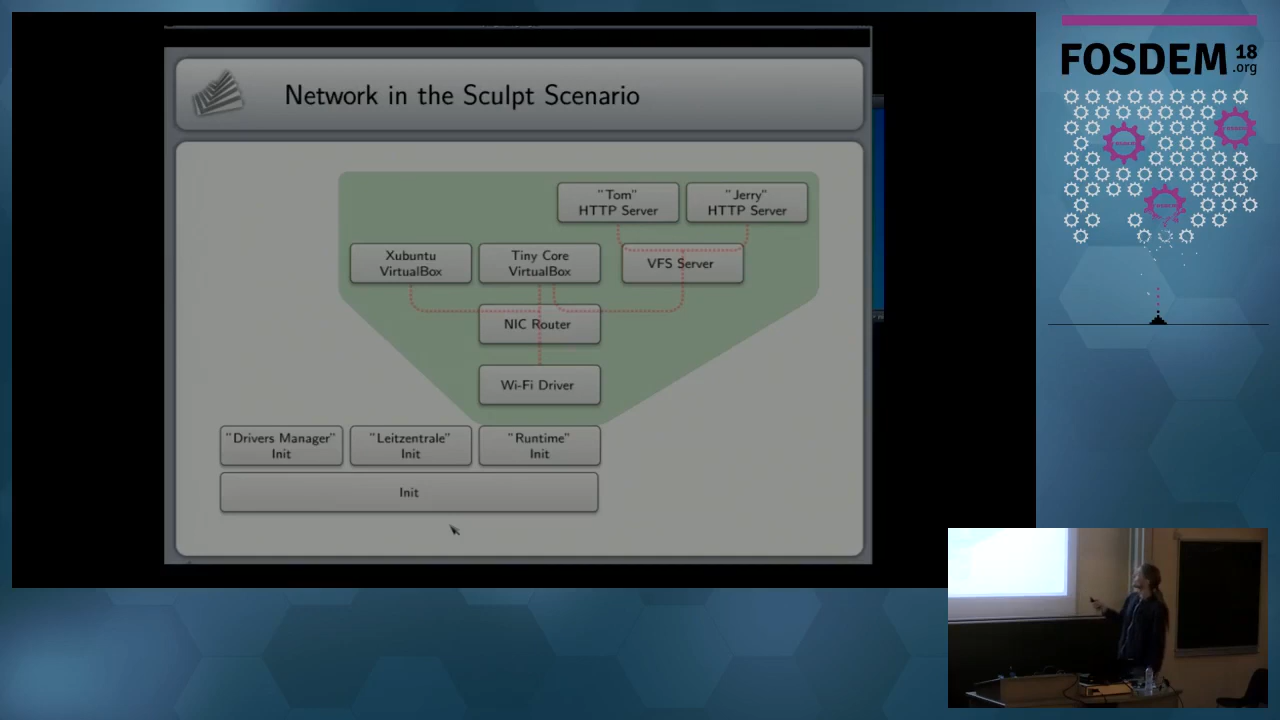 Network in the Sculpt Scenario
"Tom"
HTTP Server
"Jerry"
HTTP Server
Xubuntu
VirtualBox
Tiny Core
VirtualBox
VFS Server
NIC Router
Wi-Fi Driver
"Drivers Manager"
Init
"Leitzentrale"
Init
"Runtime"
Init
Init
FOSDEM 18
.org